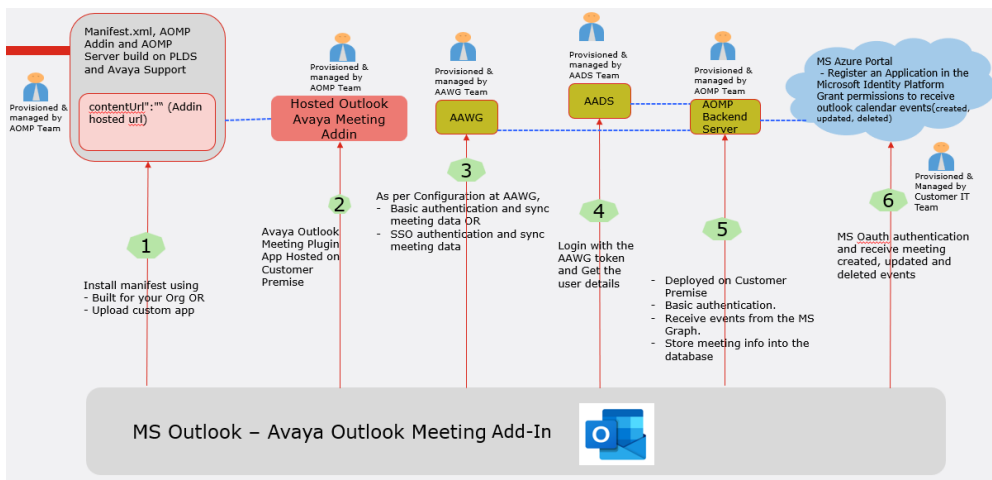 Manifest.xml, AOMP
Addin and AOMP
Server build on PLDS
and Avaya Support
contentUrl":"“ (Addin
hosted url)
Provisioned &
managed by
AOMP Team
Provisioned &
managed by
AOMP Team
Hosted Outlook
Avaya Meeting
Addin
Provisioned &
managed by
AAWG Team
AAWG
Provisioned &
managed by
AADS Team
AADS
Provisioned &
managed by
AOMP Team
AOMP
Backend
Server
MS Azure Portal
- Register an Application in the
Microsoft Identity Platform
Grant permissions to receive
outlook calendar events(created,
updated, deleted)
Provisioned &
Managed by
Customer IT
Team
1
Install manifest using
- Built for your Org OR
- Upload custom app
2
Avaya Outlook
Meeting Plugin
App Hosted on
Customer
Premise
3
As per Configuration at AAWG,
- Basic authentication and sync
meeting data OR
- SSO authentication and sync
meeting data
4
Login with the
AAWG token
and Get the
user details
5
- Deployed on Customer
Premise
- Basic authentication.
- Receive events from the MS
Graph.
- Store meeting info into the
database
6
MS Oauth authentication
and receive meeting
created, updated and
deleted events
MS Outlook – Avaya Outlook Meeting Add-In
O